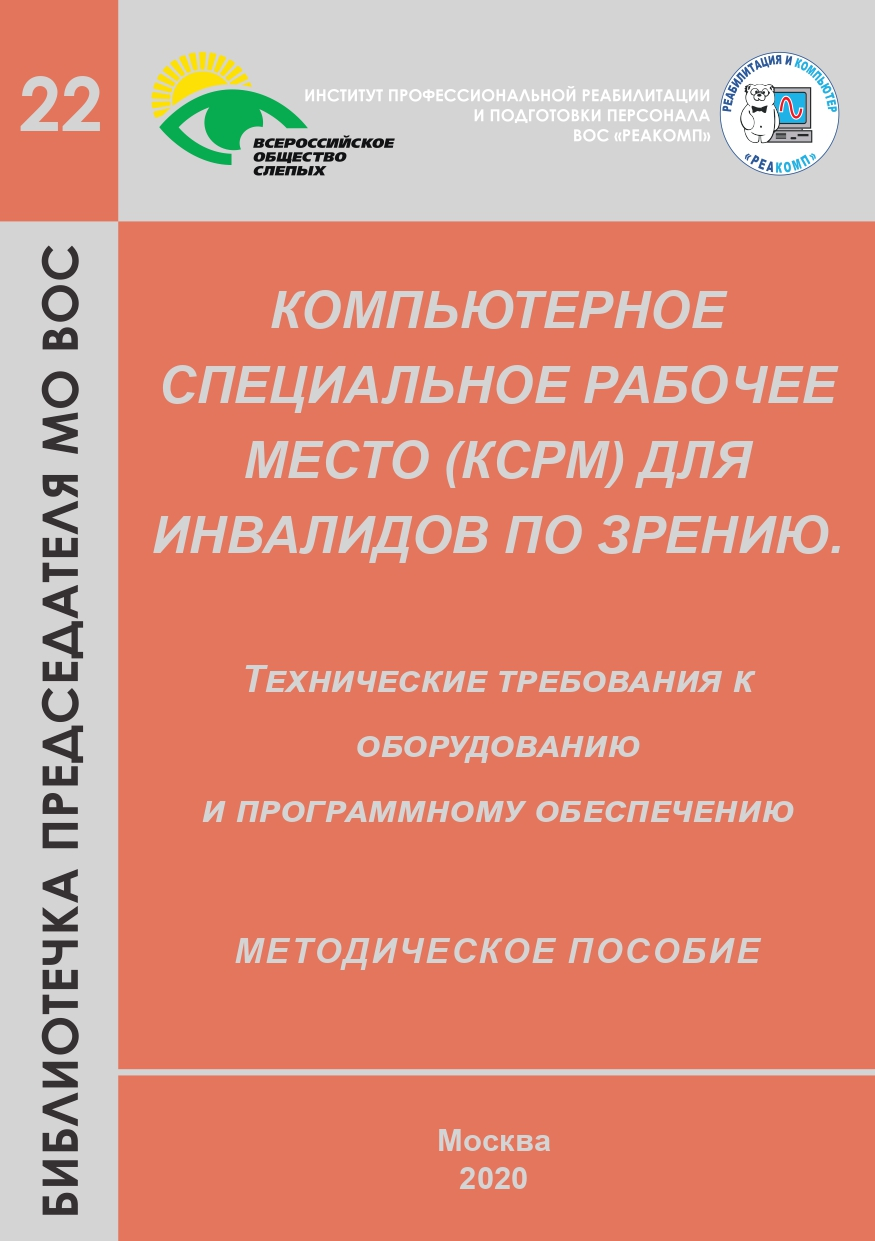 22
ВСЕРОССИЙСКОЕ
ОБЩЕСТВО
СЛЕПЫХ
ИНСТИТУТ ПРОФЕССИОНАЛЬНОЙ РЕАБИЛИТАЦИИ
И ПОДГОТОВКИ ПЕРСОНАЛА
ВОС «РЕАКОМП»
РЕАБИЛИТАЦИЯ И КОМПЬЮТЕР
«РЕАКОМП»
БИБЛИОТЕЧКА ПРЕДСЕДАТЕЛЯ МО ВОС
КОМПЬЮТЕРНОЕ
СПЕЦИАЛЬНОЕ РАБОЧЕЕ
МЕСТО (КСРМ) ДЛЯ
ИНВАЛИДОВ ПО ЗРЕНИЮ.
ТЕХНИЧЕСКИЕ ТРЕБОВАНИЯ К
ОБОРУДОВАНИЮ
И ПРОГРАММНОМУ ОБЕСПЕЧЕНИЮ
МЕТОДИЧЕСКОЕ ПОСОБИЕ
Москва
2020